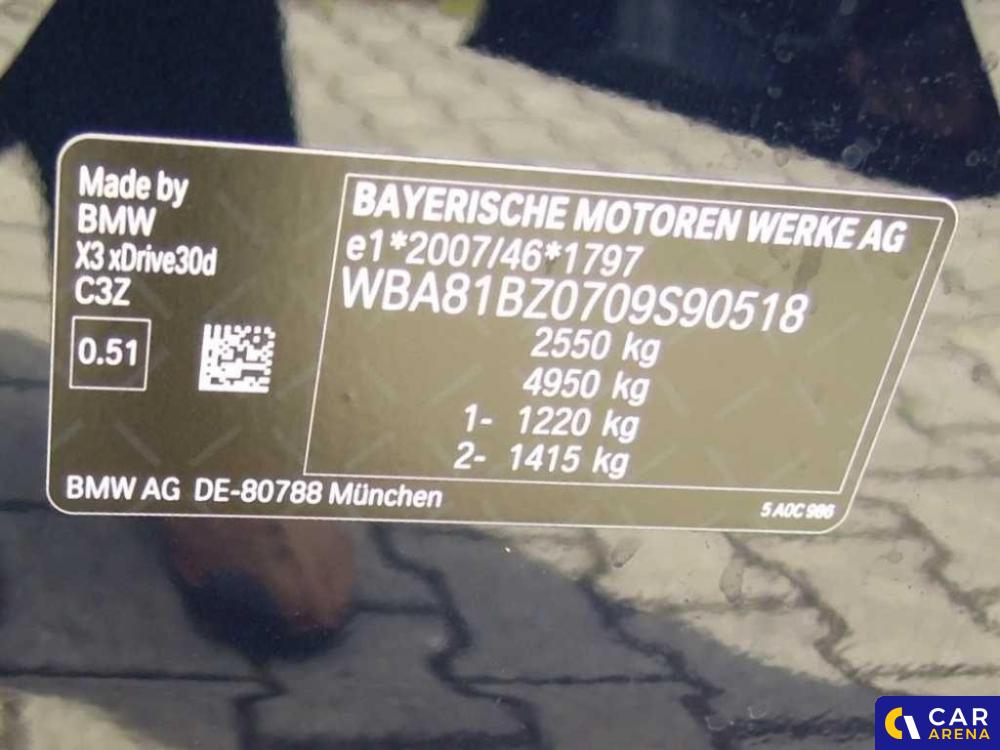 Made by
BMW
X3 xDrive30d
C3Z
0.51
BAYERISCHE MOTOREN WERKE AG
e1*2007/46*1797
WBA81BZ0709S90518
2550 kg
4950 kg
1- 1220 kg
2- 1415 kg
BMW AG DE-80788 München
5 A0C 986
CAR
ARENA